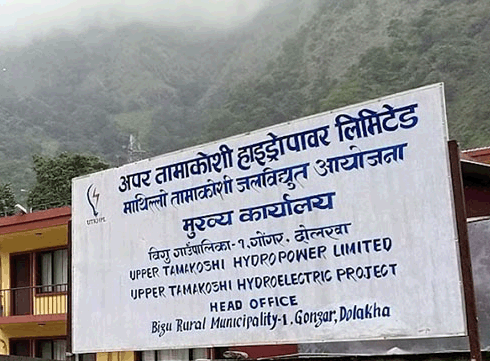 अपर तामाकोशी हाइड्रोपावर लिमिटेड
माथिल्लो तामाकोशी जलविद्युत आयोजना
मुख्य कार्यालय
विगु गाउँपालिका-१, गोंगर, दोलखा
UPPER TAMAKOSHI HYDROPOWER LIMITED
UPPER TAMAKOSHI HYDROELECTRIC PROJECT
HEAD OFFICE
Bigu Rural Municipality-1, Gongar, Dolakha
UTKHPL